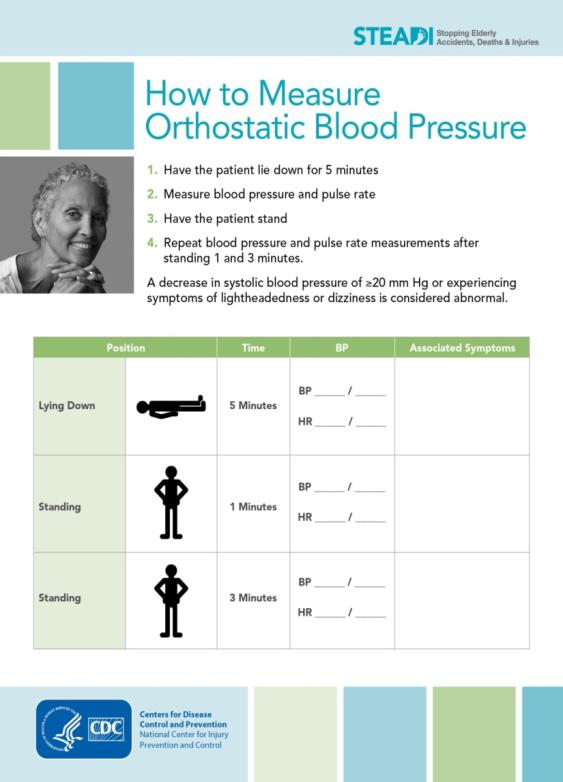 STEADI Stopping Elderly
Accidents, Deaths & Injuries
How to Measure
Orthostatic Blood Pressure
1. Have the patient lie down for 5 minutes
2. Measure blood pressure and pulse rate
3. Have the patient stand
4. Repeat blood pressure and pulse rate measurements after
standing 1 and 3 minutes.
A decrease in systolic blood pressure of ≥20 mm Hg or experiencing
symptoms of lightheadedness or dizziness is considered abnormal.
Position Time BP Associated Symptoms
BP _____ / _____
Lying Down 5 Minutes
HR _____ / _____
BP _____ / _____
Standing 1 Minutes
HR _____ / _____
BP _____ / _____
Standing 3 Minutes
HR _____ / _____
CDC
Centers for Disease
Control and Prevention
National Center for Injury
Prevention and Control